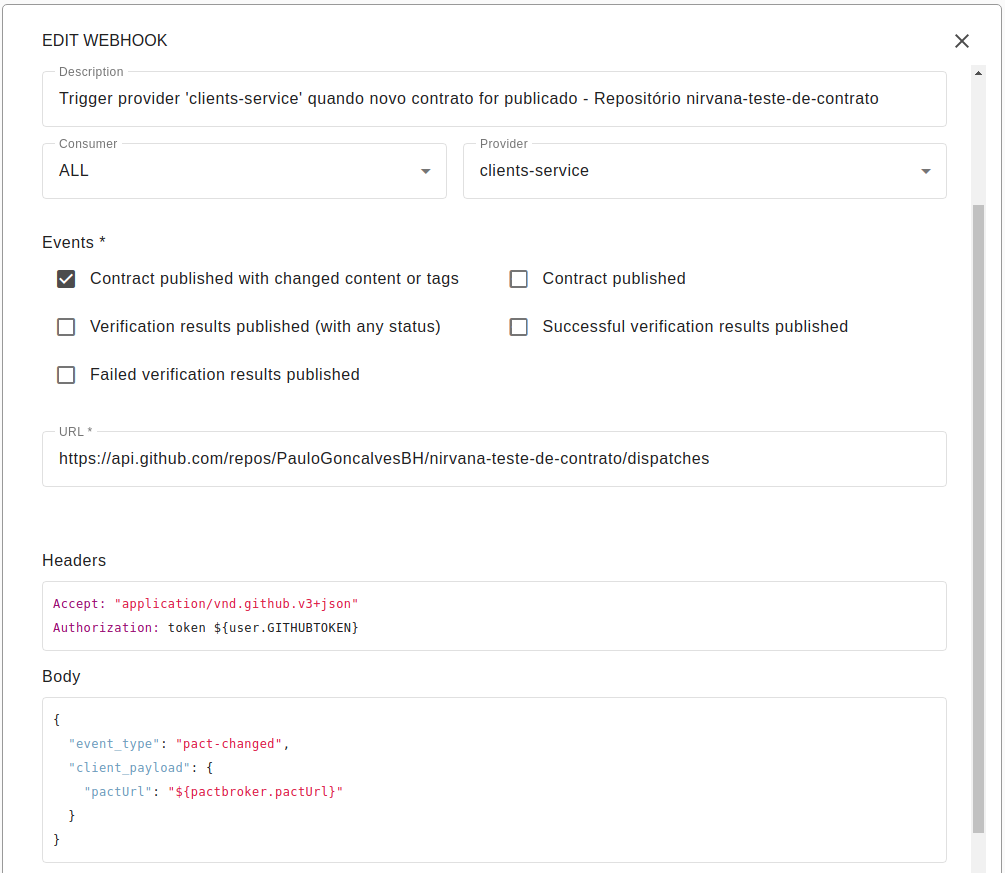 EDIT WEBHOOK
Description
Trigger provider 'clients-service' quando novo contrato for publicado - Repositório nirvana-teste-de-contrato
Consumer
ALL
Provider
clients-service
Events *
Contract published with changed content or tags
Contract published
Verification results published (with any status)
Successful verification results published
Failed verification results published
URL *
https://api.github.com/repos/PauloGoncalvesBH/nirvana-teste-de-contrato/dispatches
Headers
Accept: "application/vnd.github.v3+json"
Authorization: token ${user.GITHUBTOKEN}
Body
{
  "event_type": "pact-changed",
  "client_payload": {
    "pactUrl": "${pactbroker.pactUrl}"
  }
}